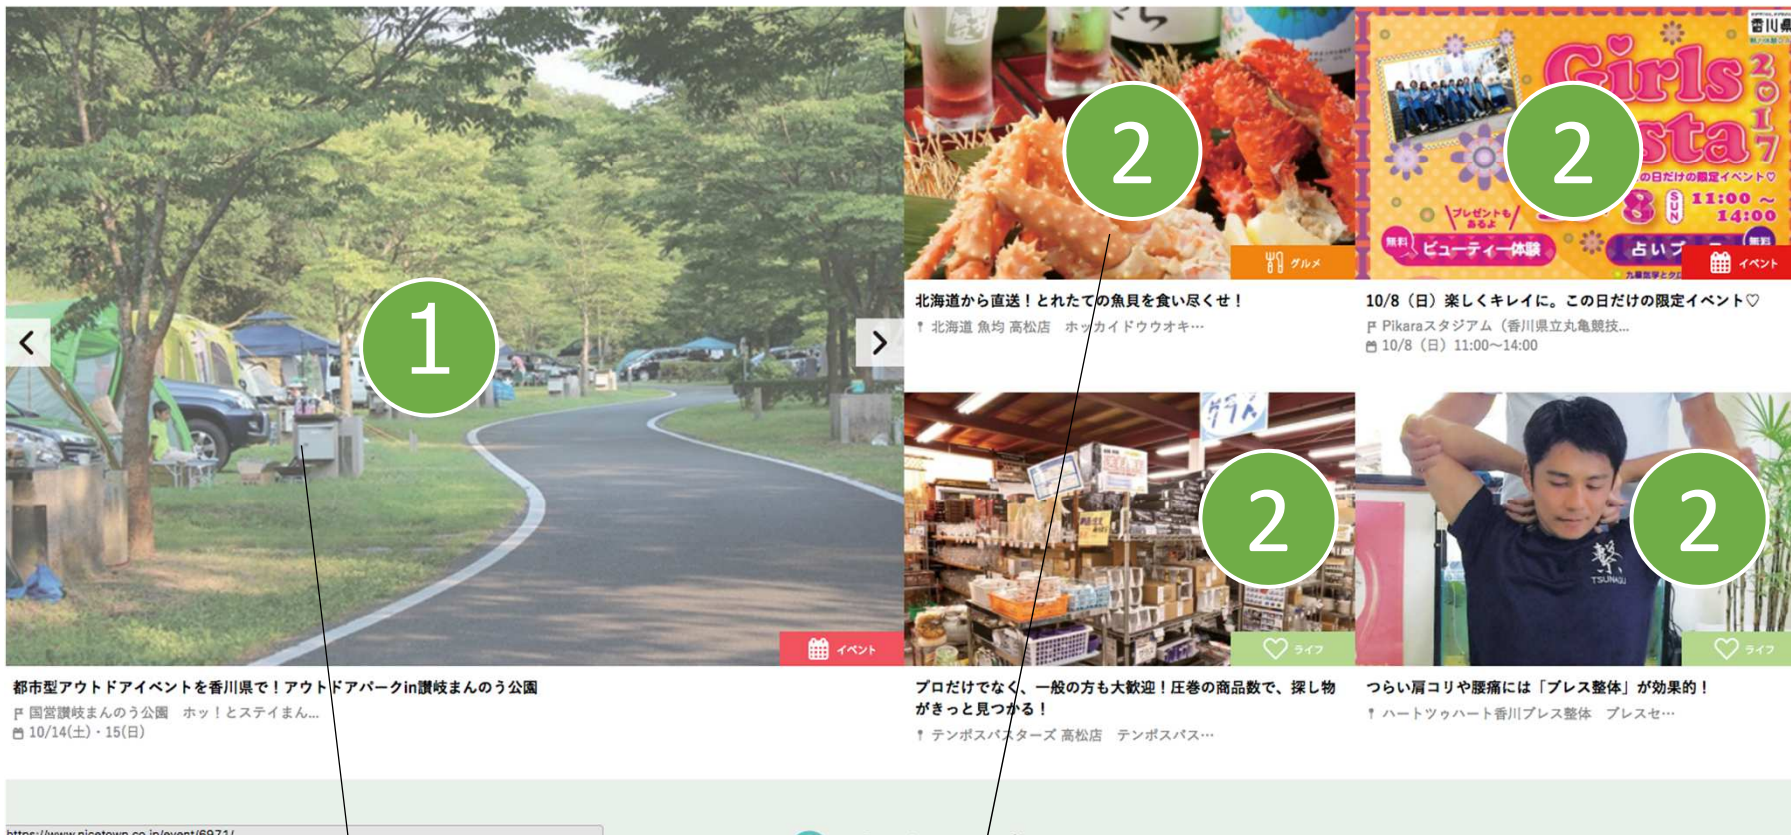 1
イベント
都市型アウトドアイベントを香川県で！アウトドアパークin讃岐まんのう公園
国営讃岐まんのう公園　ホッ！とステイまん...
10/14(土)・15(日)
2
グルメ
北海道から直送！とれたての魚貝を食い尽くせ！
北海道 魚均 高松店　ホッカイドウウオキ…
香川県
Girls
2017
2
sta
の日だけの限定イベント♡
プレゼントも
あるよ
8
SUN
11:00 ～
14:00
無料
ビューティー体験
占いブ
無料
イベント
10/8（日）楽しくキレイに。この日だけの限定イベント♡
Pikaraスタジアム（香川県立丸亀競技...
10/8（日）11:00～14:00
2
ライフ
プロだけでなく、一般の方も大歓迎！圧巻の商品数で、探し物
がきっと見つかる！
テンポスバスターズ 高松店　テンポスバス…
2
繋
TSUNAGU
ライフ
つらい肩コリや腰痛には「ブレス整体」が効果的！
ハートツゥハート香川ブレス整体　ブレスセ…
https://www.nicetown.co.jp/event/6971/